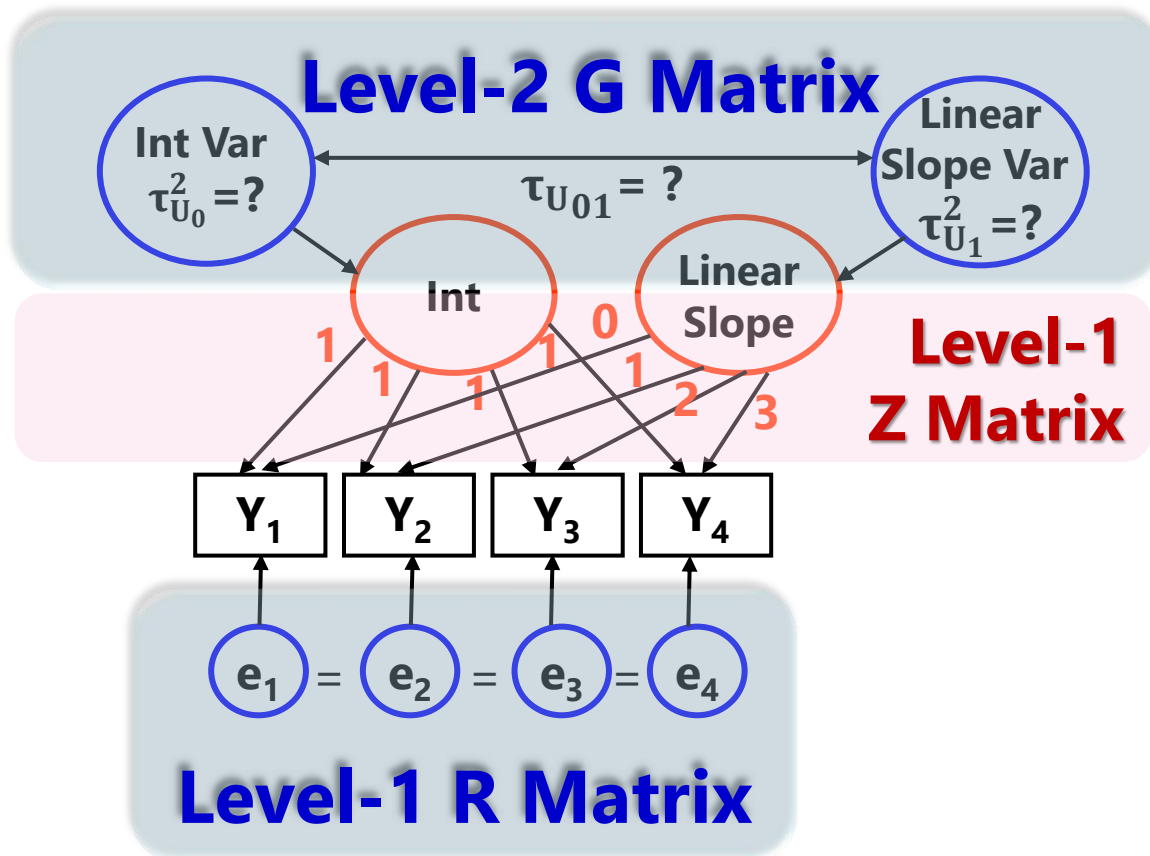 Level-2 G Matrix
Int Var
τ²U₀ =?
τU₀₁ = ?
Linear
Slope Var
τ²U₁ =?
Int
Linear
Slope
1
1
1
1
0
1
2
3
Level-1
Z Matrix
Y₁
Y₂
Y₃
Y₄
e₁ = e₂ = e₃ = e₄
Level-1 R Matrix